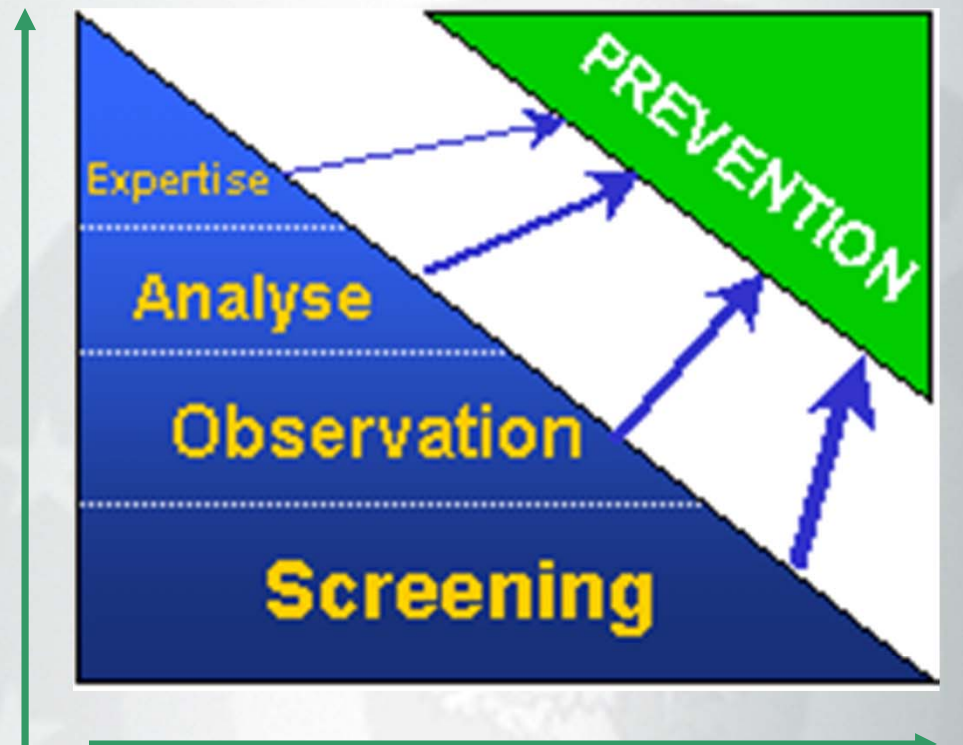 PREVENTION
Expertise
Analyse
Observation
Screening